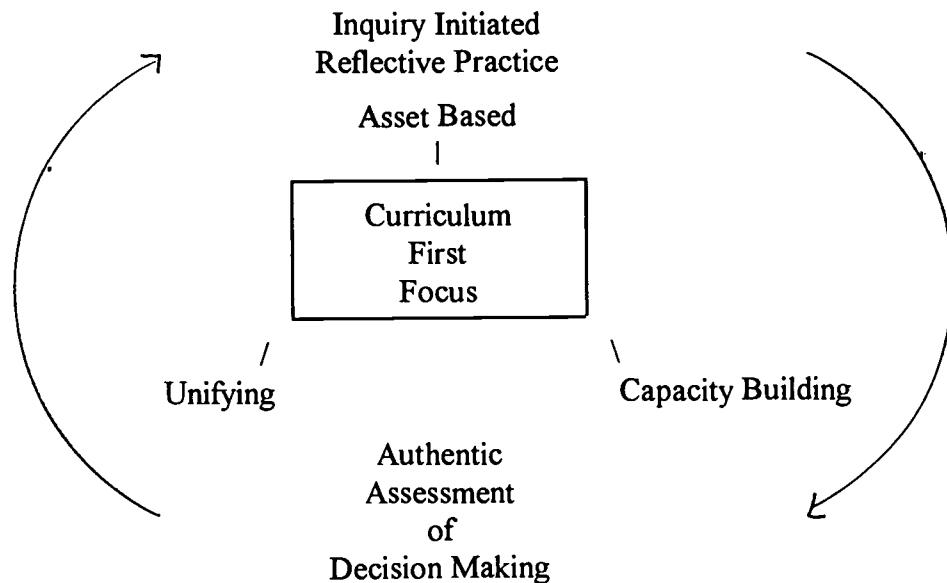 Inquiry Initiated
Reflective Practice
Asset Based
Curriculum
First
Focus
Unifying
Capacity Building
Authentic
Assessment
of
Decision Making